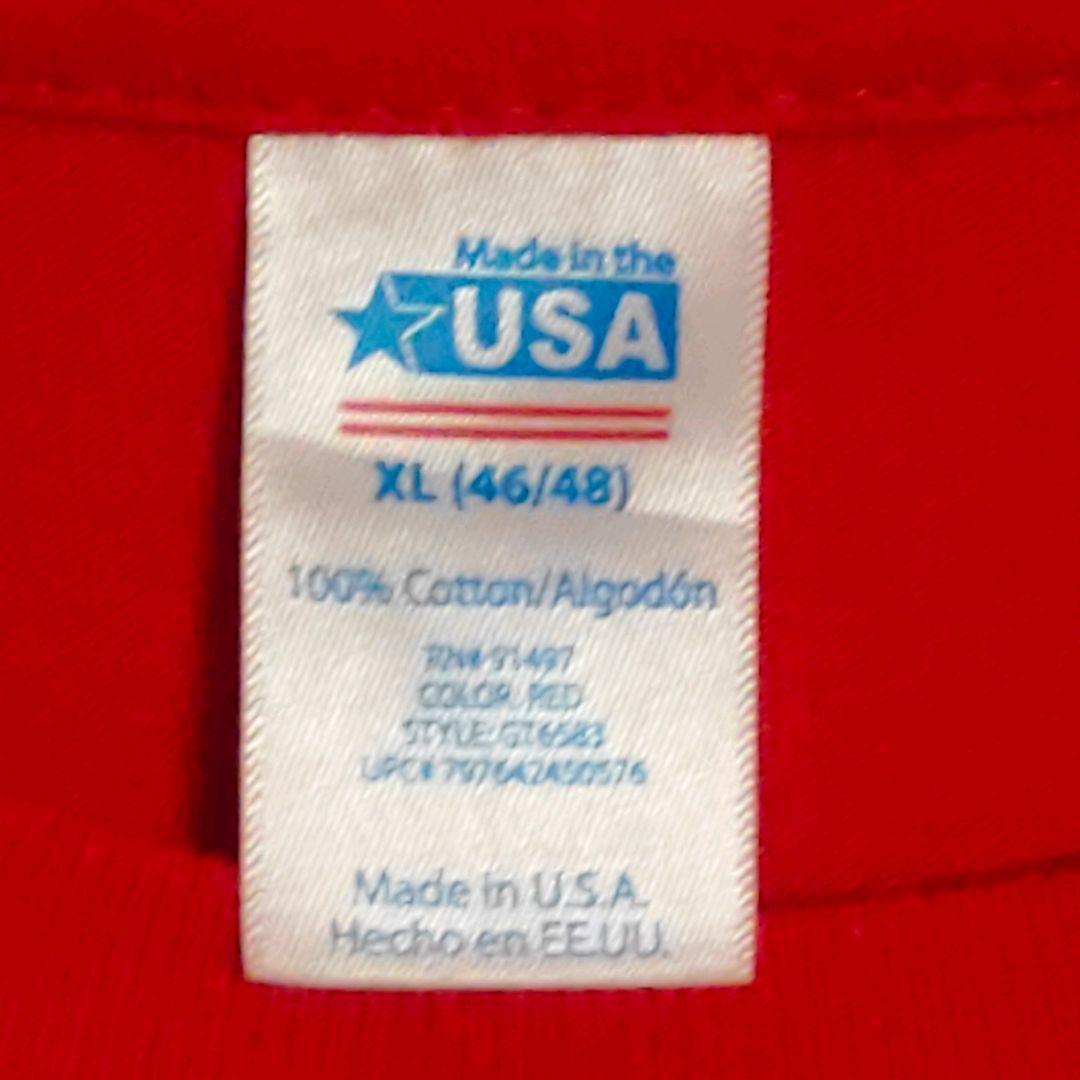 Made in the
USA
XL (46/48)
100% Cotton/Algodón
RN# 91497
COLOR: RED
STYLE: GT6583
UPC# 797642450576
Made in U.S.A.
Hecho en EE.UU.